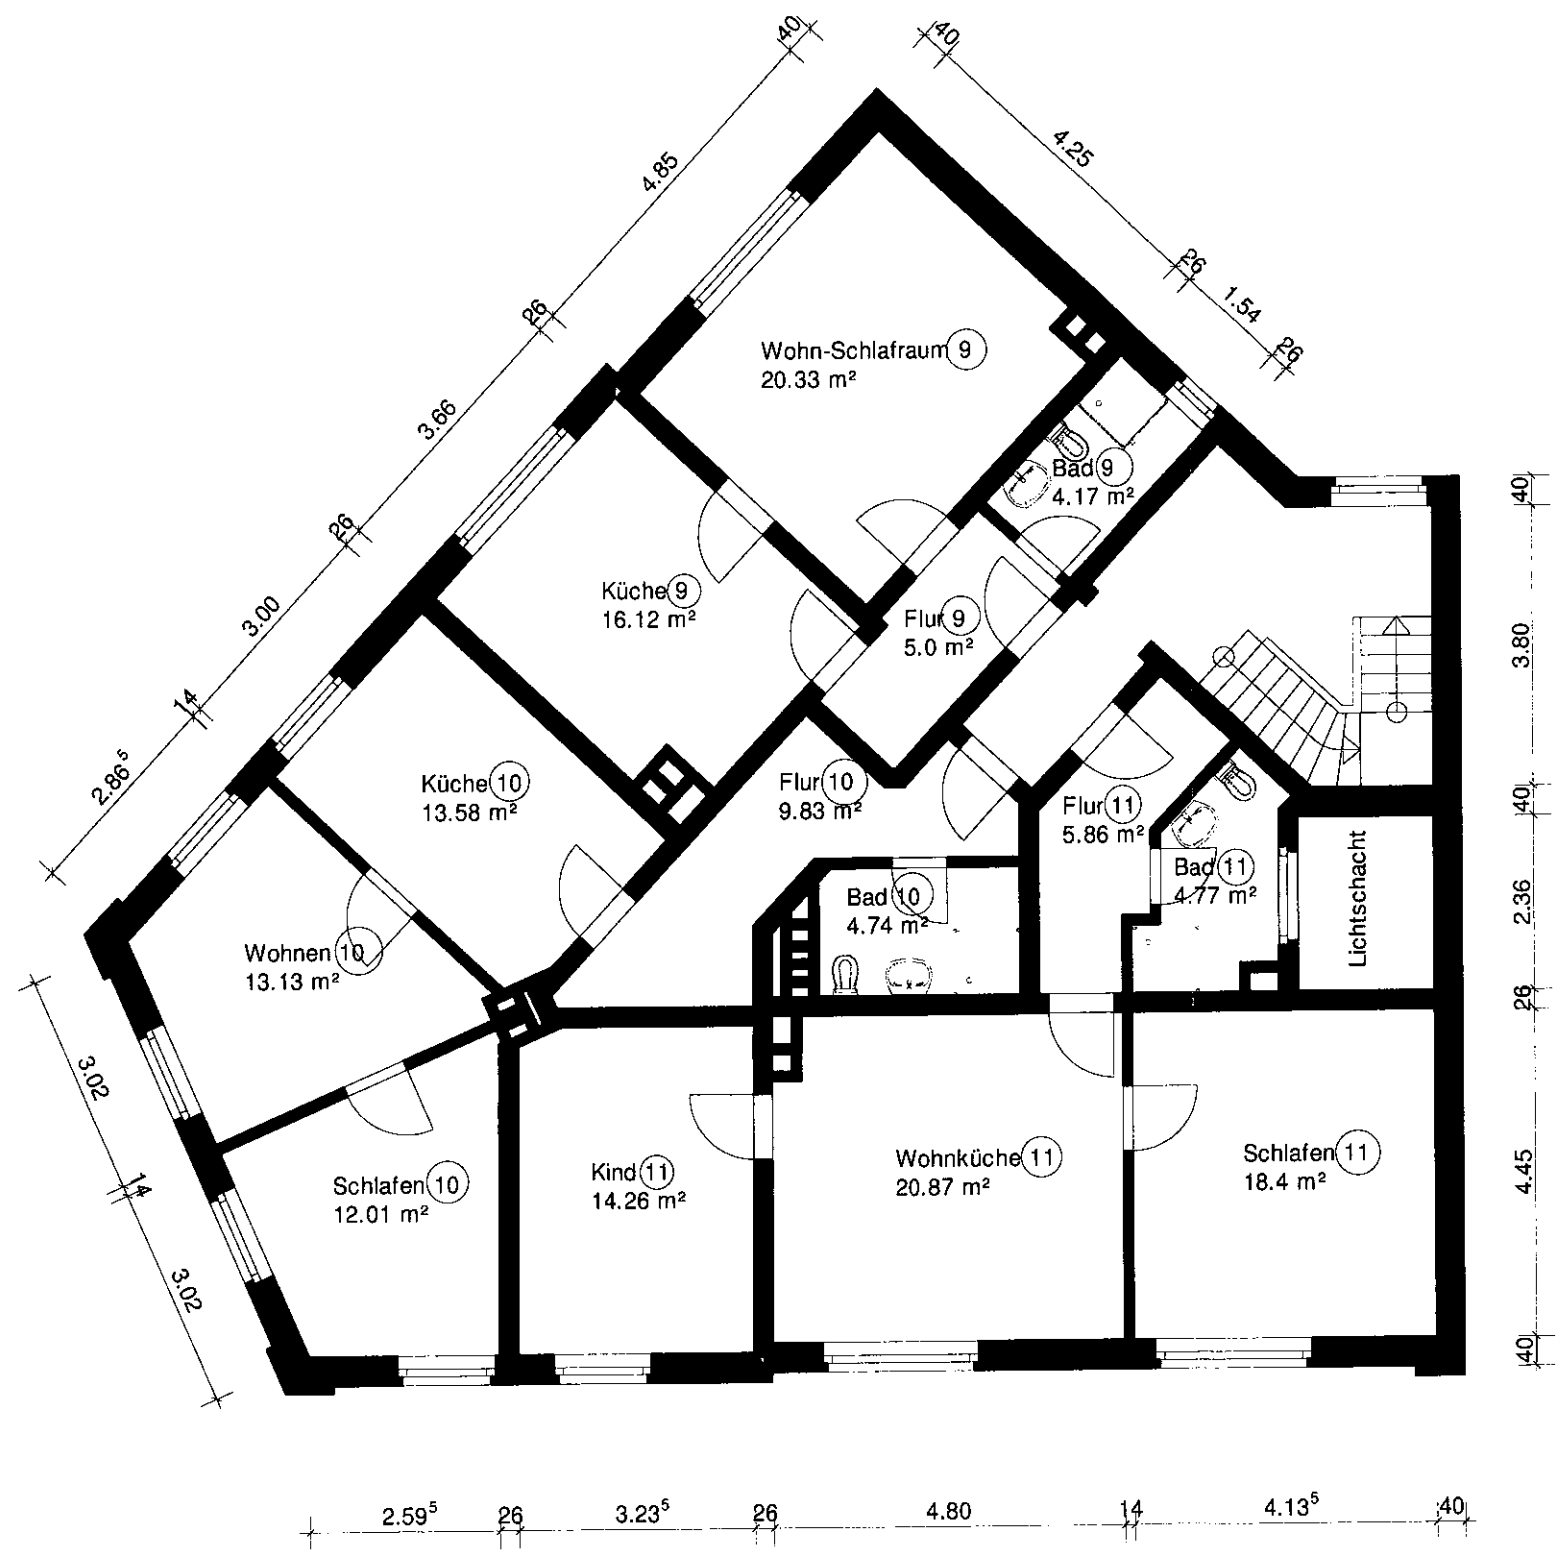 40
40
4.85
4.25
26
1.54
26
26
3.66
26
3.00
14
2.86⁵
Wohn-Schlafraum 9
20.33 m²
Bad 9
4.17 m²
Küche 9
16.12 m²
Flur 9
5.0 m²
Küche 10
13.58 m²
Flur 10
9.83 m²
Flur 11
5.86 m²
Bad 11
4.77 m²
Lichtschacht
Bad 10
4.74 m²
Wohnen 10
13.13 m²
Schlafen 10
12.01 m²
Kind 11
14.26 m²
Wohnküche 11
20.87 m²
Schlafen 11
18.4 m²
40
3.80
40
2.36
26
4.45
40
3.02
14
3.02
2.59⁵
26
3.23⁵
26
4.80
14
4.13⁵
40